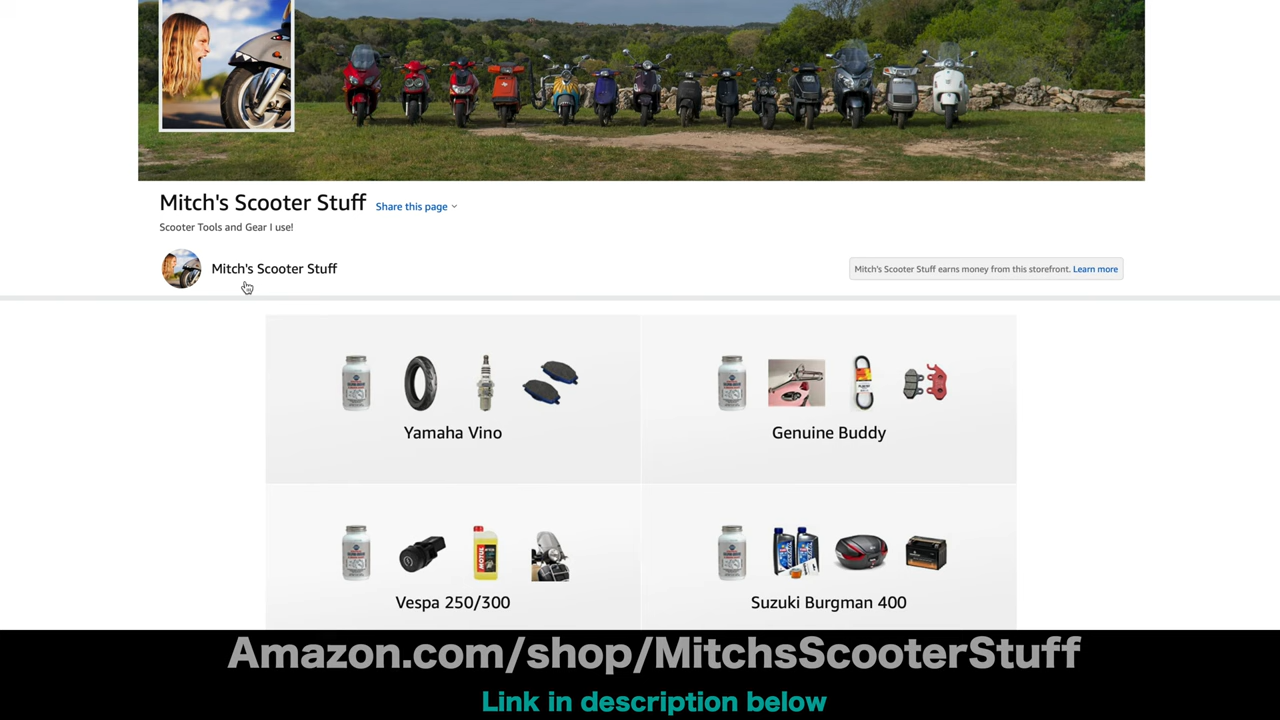 Mitch's Scooter Stuff
Share this page
Scooter Tools and Gear I use!
Mitch's Scooter Stuff
Mitch's Scooter Stuff earns money from this storefront. Learn more
Yamaha Vino
Genuine Buddy
MOTUL
Vespa 250/300
Suzuki Burgman 400
Amazon.com/shop/MitchsScooterStuff
Link in description below